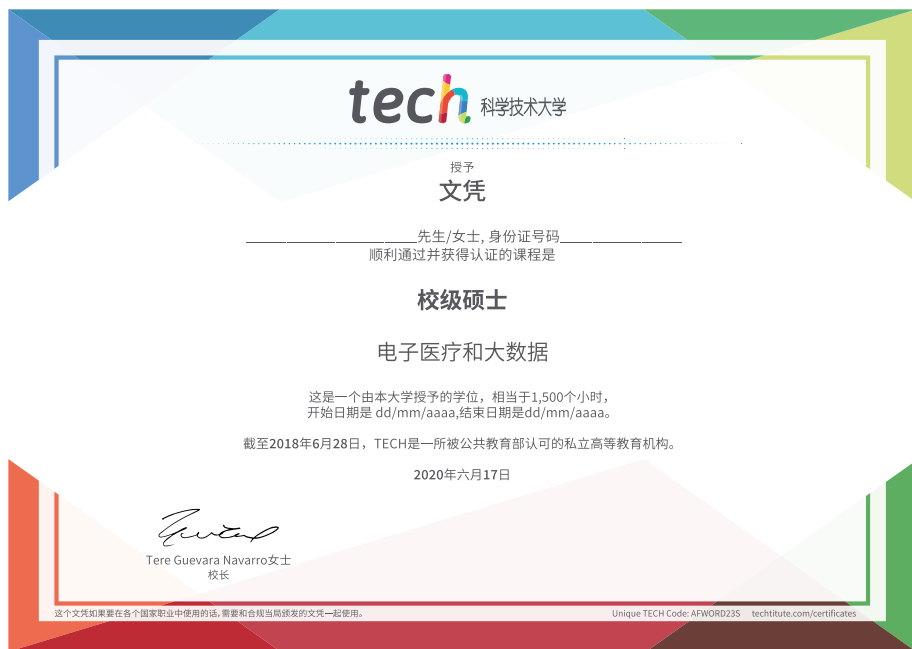 tech 科学技术大学
授予
文凭
先生/女士, 身份证号码
顺利通过并获得认证的课程是
校级硕士
电子医疗和大数据
这是一个由本大学授予的学位，相当于1,500个小时，
开始日期是 dd/mm/aaaa,结束日期是dd/mm/aaaa。
截至2018年6月28日，TECH是一所被公共教育部认可的私立高等教育机构。
2020年六月17日
Tere Guevara Navarro女士
校长
这个文凭如果要在各个国家职业中使用的话,需要和合规当局颁发的文凭一起使用。
Unique TECH Code: AFWORD23S techtitute.com/certificates